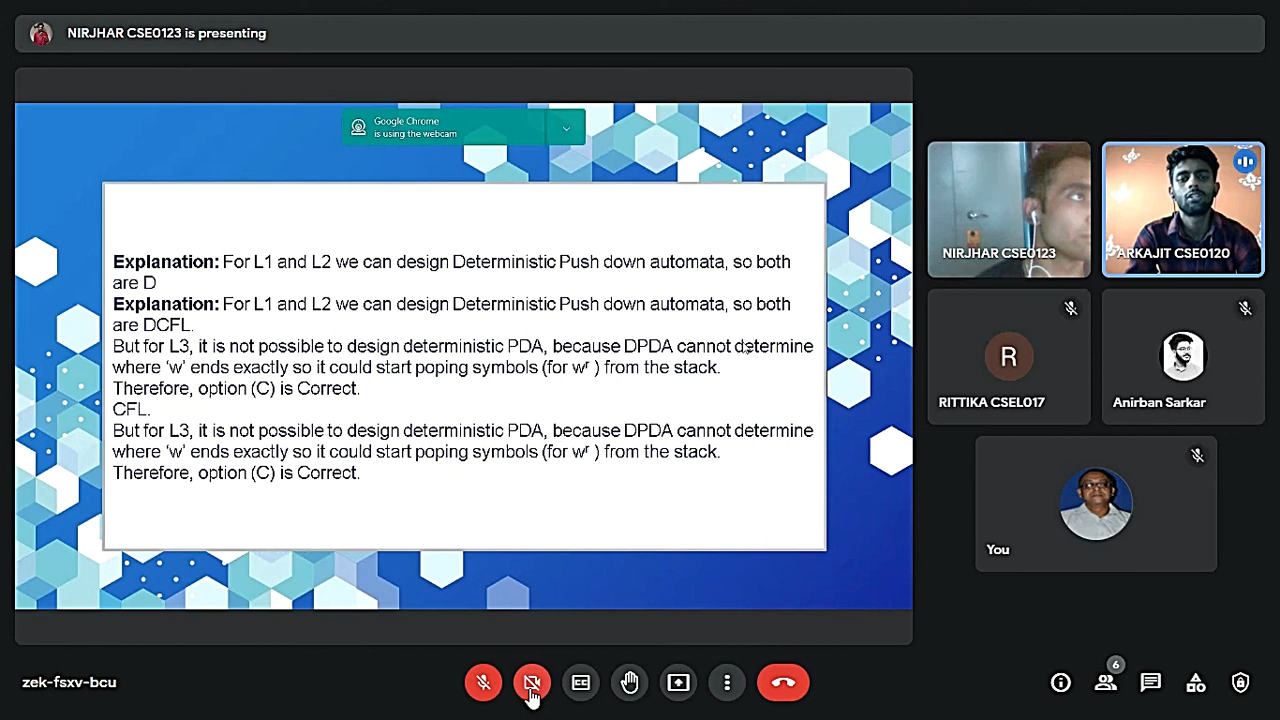 NIRJHAR CSE0123 is presenting
Google Chrome
is using the webcam
Explanation: For L1 and L2 we can design Deterministic Push down automata, so both
are D
Explanation: For L1 and L2 we can design Deterministic Push down automata, so both
are DCFL.
But for L3, it is not possible to design deterministic PDA, because DPDA cannot determine
where 'w' ends exactly so it could start poping symbols (for wʳ ) from the stack.
Therefore, option (C) is Correct.
CFL.
But for L3, it is not possible to design deterministic PDA, because DPDA cannot determine
where 'w' ends exactly so it could start poping symbols (for wʳ ) from the stack.
Therefore, option (C) is Correct.
NIRJHAR CSE0123
ARKAJIT CSE0120
R
RITTIKA CSEL017
Anirban Sarkar
You
zek-fsxv-bcu
CC
6